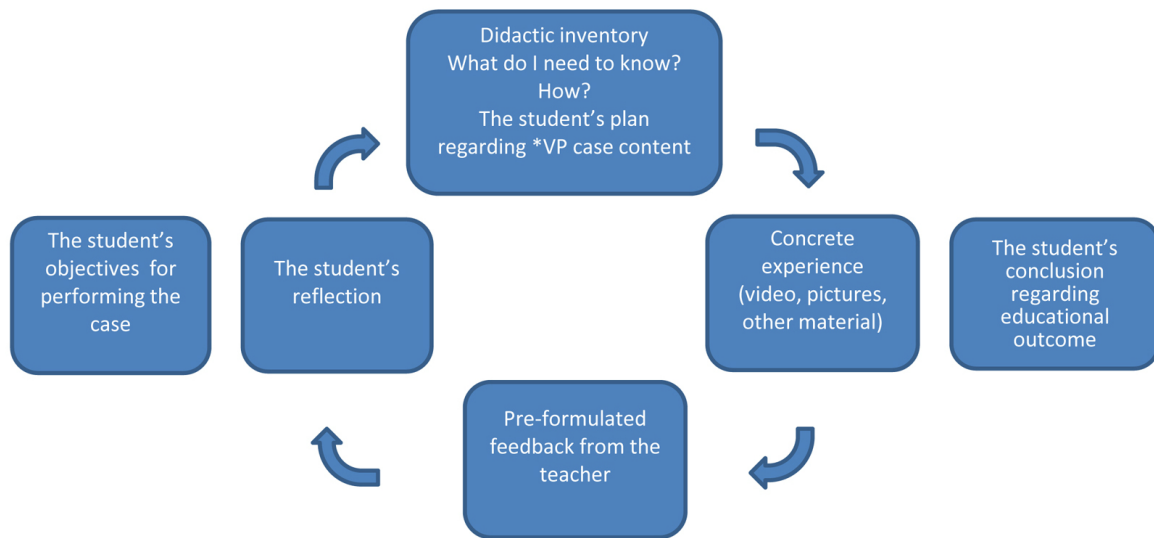 Didactic inventory
What do I need to know?
How?
The student's plan
regarding *VP case content
The student's
objectives for
performing the
case
The student's
reflection
Concrete
experience
(video, pictures,
other material)
The student's
conclusion
regarding
educational
outcome
Pre-formulated
feedback from the
teacher